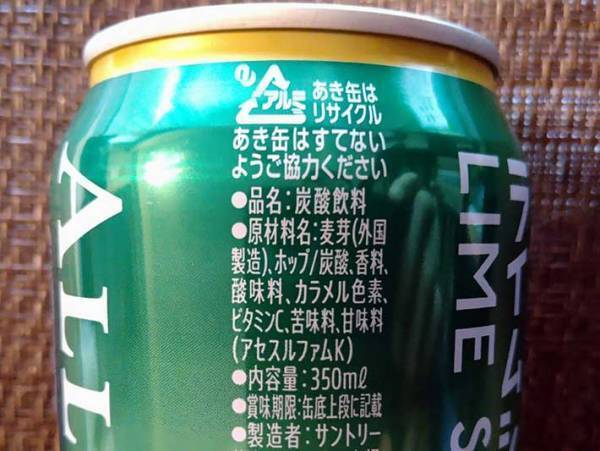 ALL
アルミ
あき缶は
リサイクル
あき缶はすてない
ようご協力ください
●品名:炭酸飲料
●原材料名:麦芽(外国
製造)、ホップ/炭酸、香料、
酸味料、カラメル色素、
ビタミンC、苦味料、甘味料
(アセスルファムK)
●内容量:350mℓ
●賞味期限:缶底上段に記載
●製造者:サントリー
ライム
LIME S